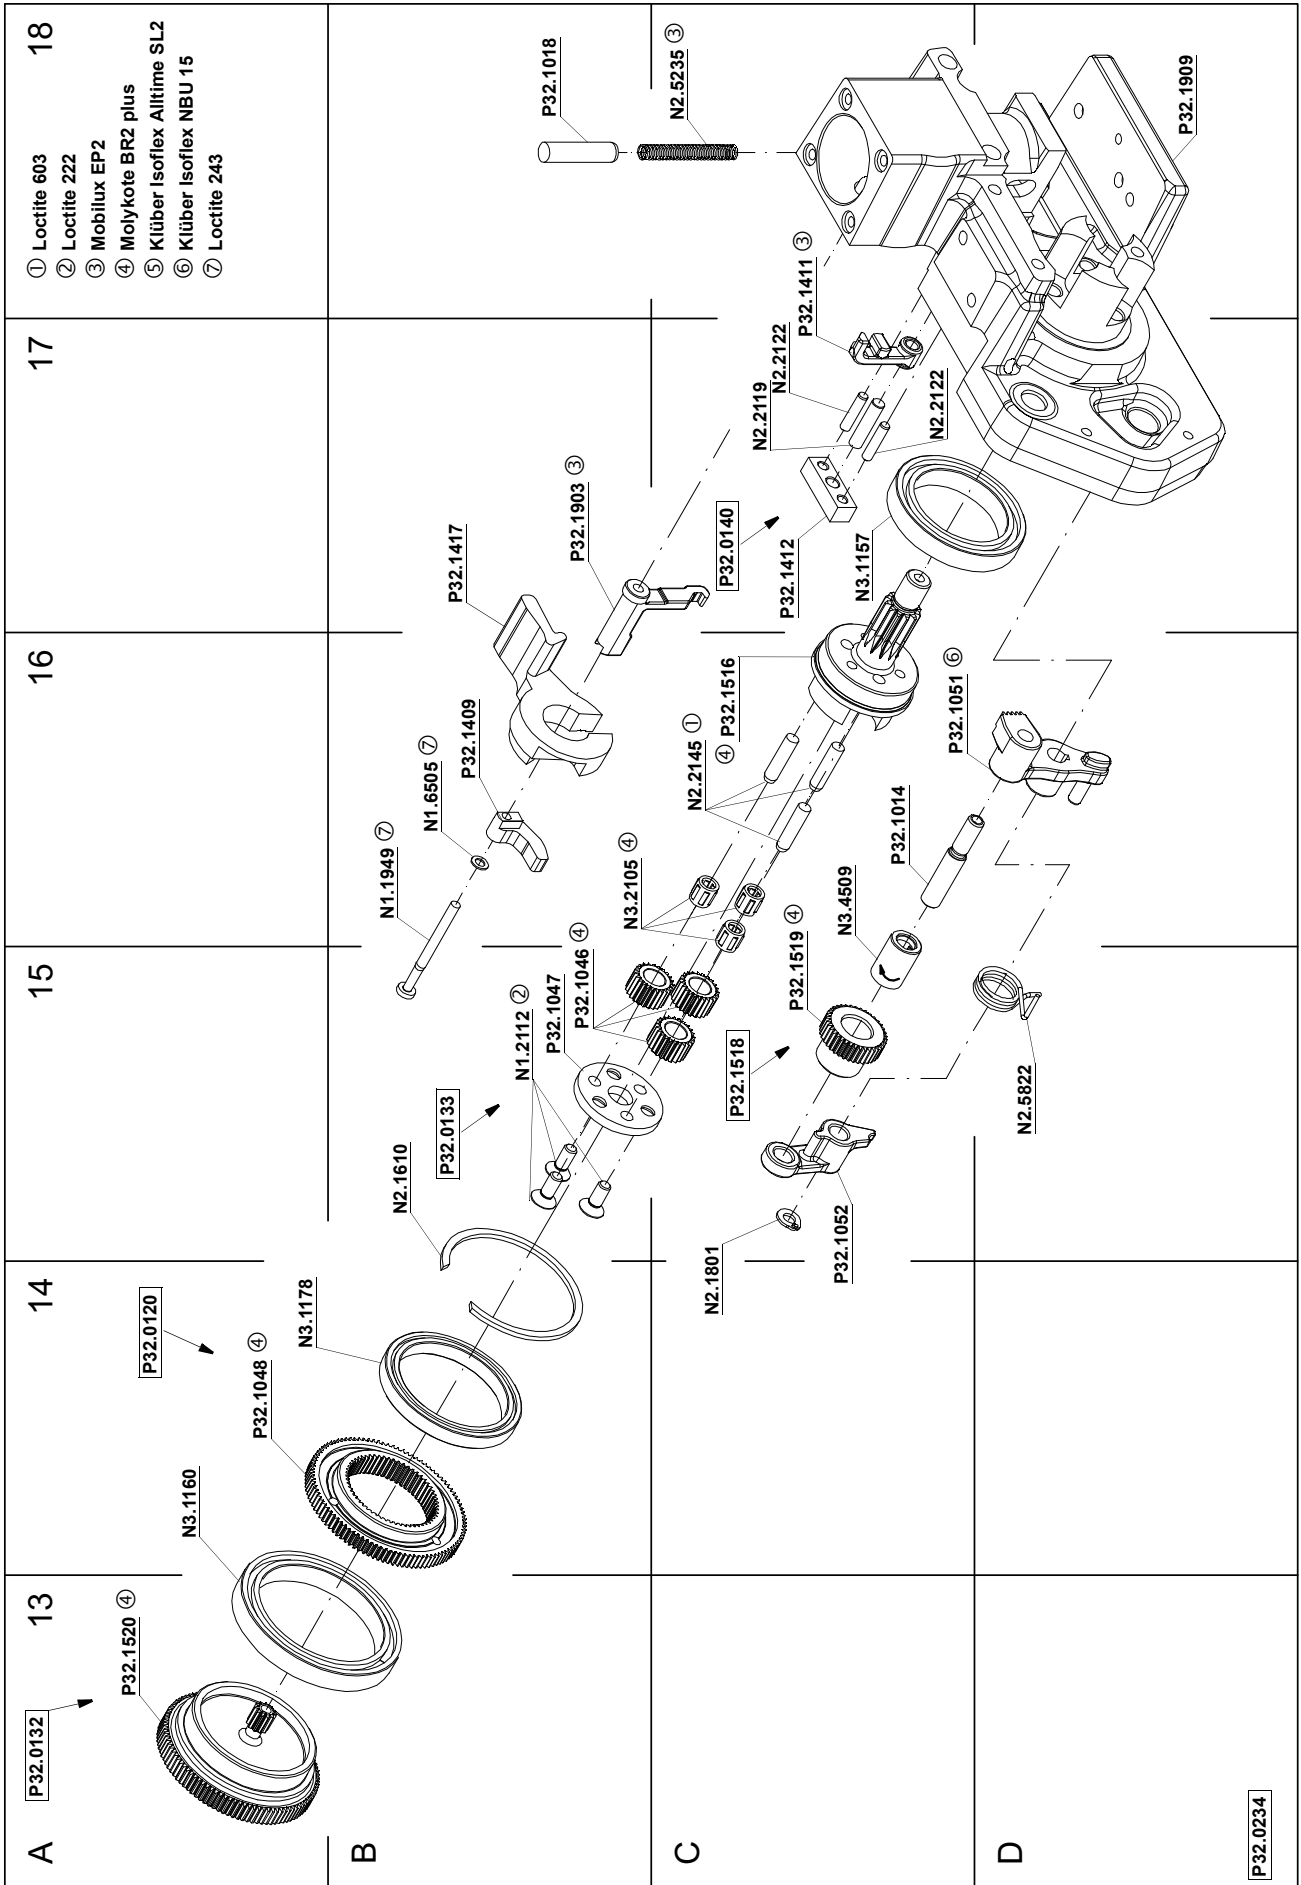 A
B
C
D
13
14
15
16
17
18
① Loctite 603
② Loctite 222
③ Mobilux EP2
④ Molykote BR2 plus
⑤ Klüber Isoflex Alltime SL2
⑥ Klüber Isoflex NBU 15
⑦ Loctite 243
P32.0132
P32.1520 ④
N3.1160
P32.1048 ④
P32.0120
N3.1178
N2.1610
P32.0133
N1.2112 ②
P32.1047
P32.1046 ④
N3.2105 ④
N2.2145 ①
④
P32.1516
N1.1949 ⑦
N1.6505 ⑦
P32.1409
P32.1417
P32.1903 ③
P32.0140
P32.1412
N3.1157
N2.2119
N2.2122
N2.2122
P32.1411 ③
P32.1018
N2.5235 ③
P32.1909
N2.1801
P32.1052
P32.1518
P32.1519 ④
N3.4509
P32.1014
P32.1051 ⑥
N2.5822
P32.0234